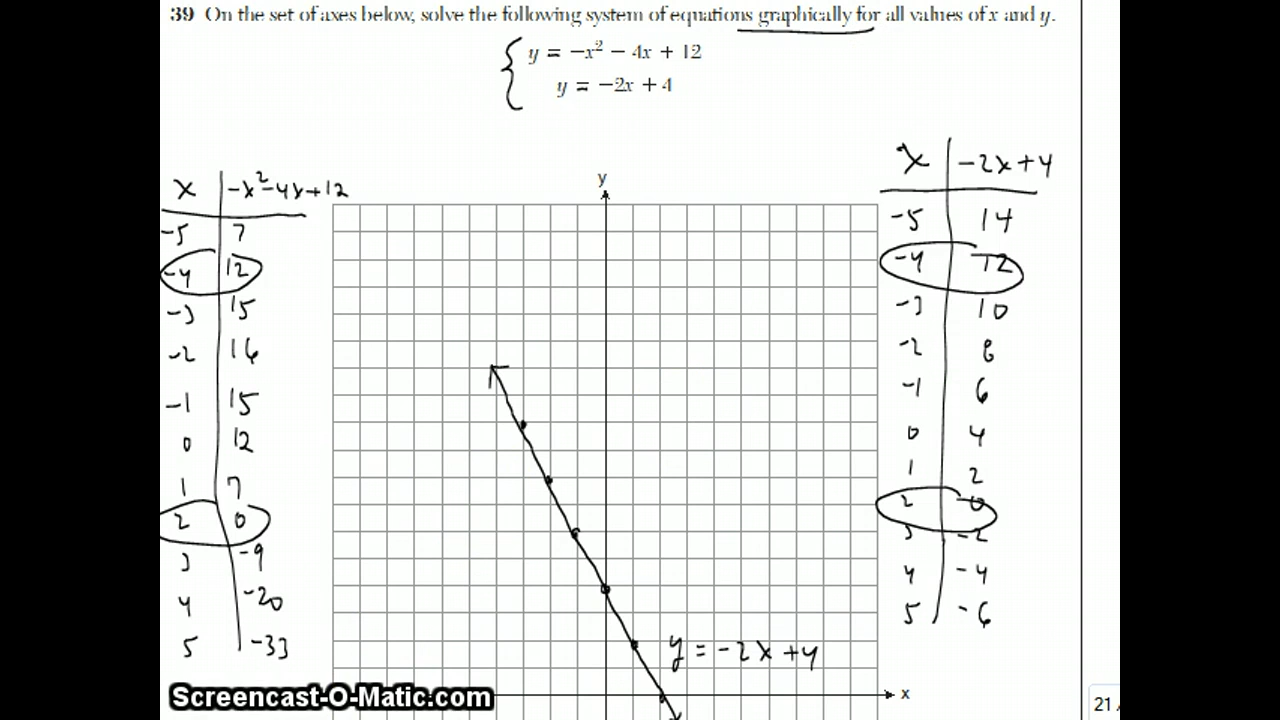 39 On the set of axes below, solve the following system of equations graphically for all values of x and y.
y = −x² − 4x + 12
y = −2x + 4
x | -x²-4x+12
-5 | 7
-4 | 12
-3 | 15
-2 | 16
-1 | 15
0 | 12
1 | 7
2 | 0
3 | -9
4 | -20
5 | -33
y
x | -2x+4
-5 | 14
-4 | 12
-3 | 10
-2 | 8
-1 | 6
0 | 4
1 | 2
2 | 0
3 | -2
4 | -4
5 | -6
y = -2x+4
x
Screencast-O-Matic.com
21